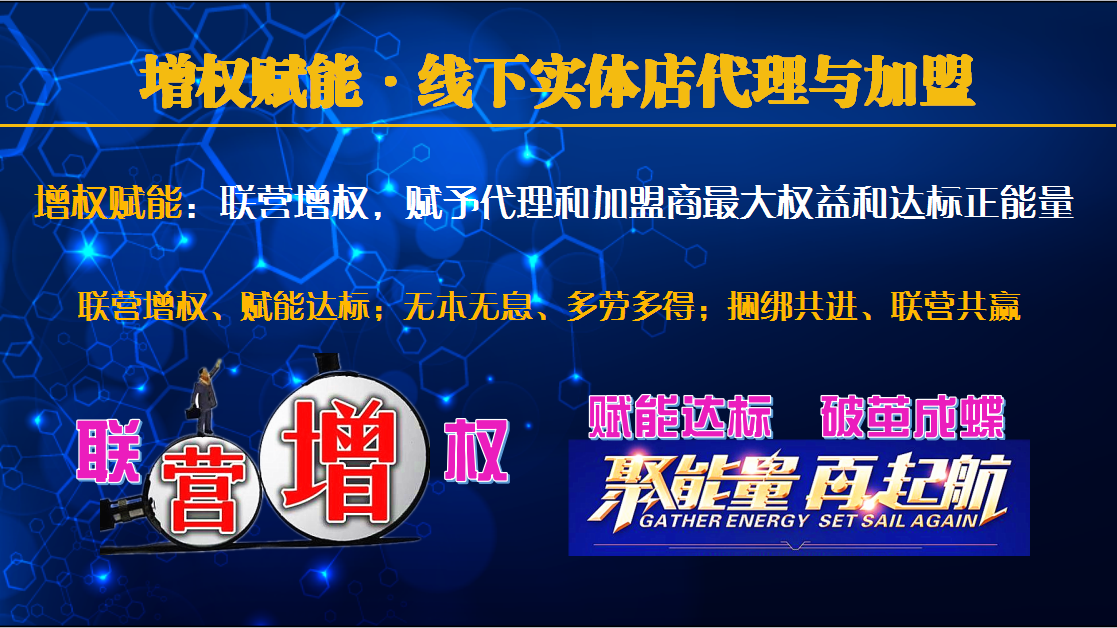 增权赋能·线下实体店代理与加盟
增权赋能：联营增权，赋予代理和加盟商最大权益和达标正能量
联营增权、赋能达标；无本无息、多劳多得；捆绑共进、联营共赢
联营增权
赋能达标 破茧成蝶
聚能量 再起航
GATHER ENERGY SET SAIL AGAIN